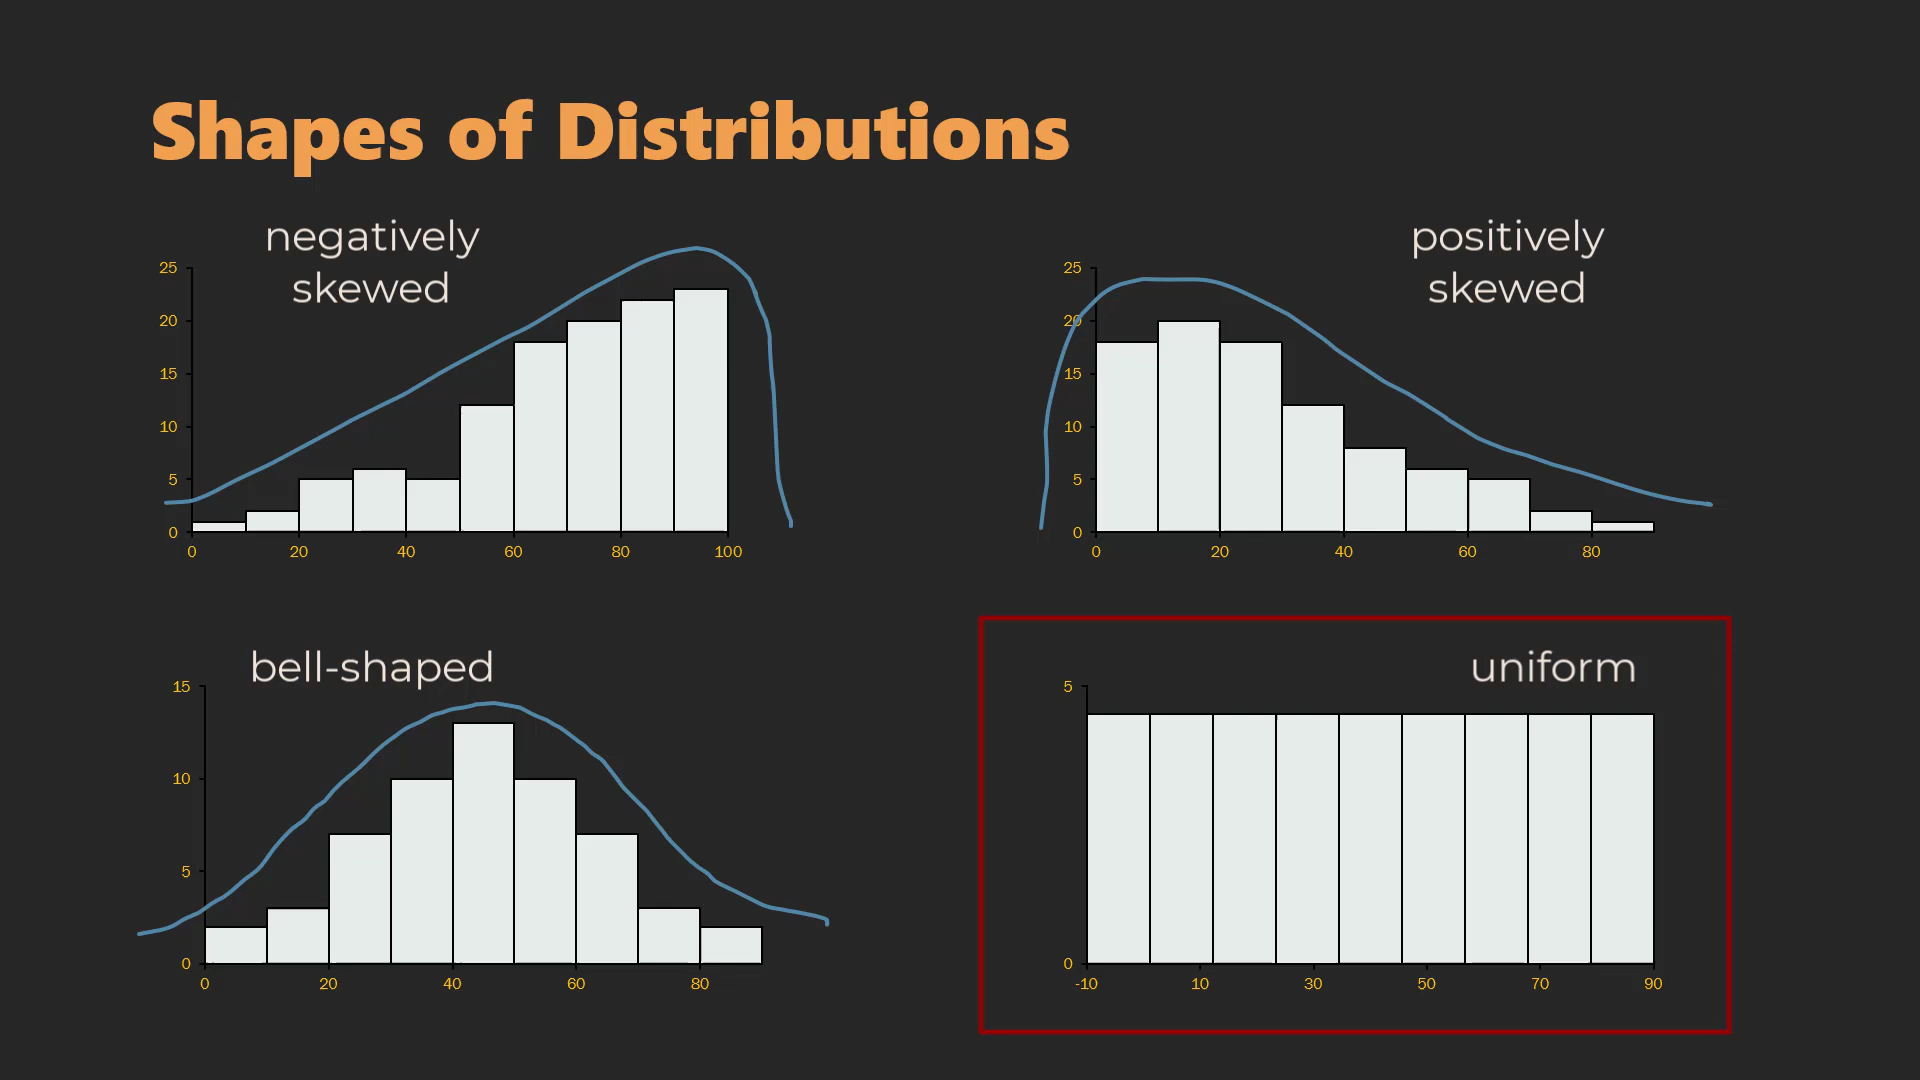 Shapes of Distributions
negatively
skewed
25
20
15
10
5
0
0 20 40 60 80 100
positively
skewed
25
20
15
10
5
0
0 20 40 60 80
bell-shaped
15
10
5
0
0 20 40 60 80
uniform
5
0
-10 10 30 50 70 90